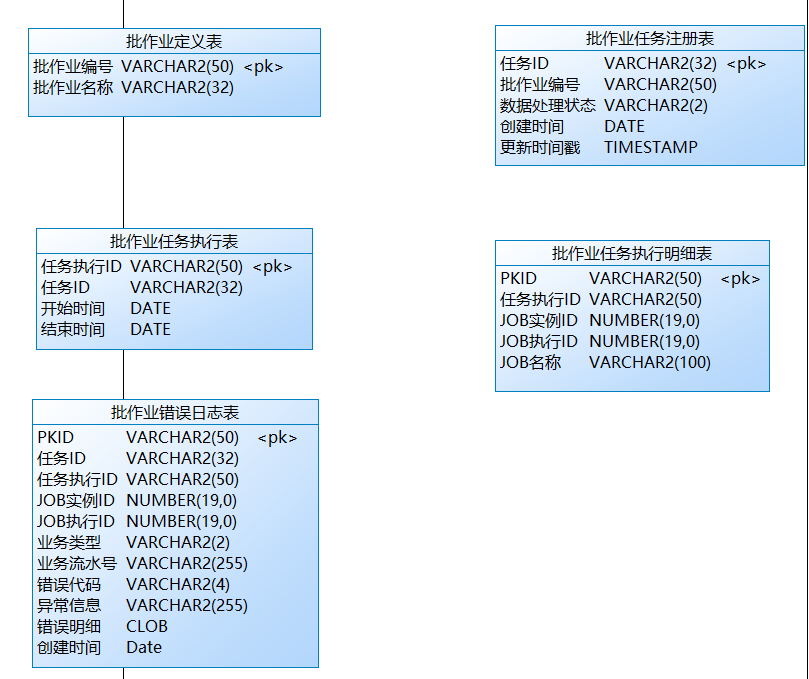 批作业定义表
批作业编号 VARCHAR2(50) <pk>
批作业名称 VARCHAR2(32)
批作业任务注册表
任务ID VARCHAR2(32) <pk>
批作业编号 VARCHAR2(50)
数据处理状态 VARCHAR2(2)
创建时间 DATE
更新时间戳 TIMESTAMP
批作业任务执行表
任务执行ID VARCHAR2(50) <pk>
任务ID VARCHAR2(32)
开始时间 DATE
结束时间 DATE
批作业任务执行明细表
PKID VARCHAR2(50) <pk>
任务执行ID VARCHAR2(50)
JOB实例ID NUMBER(19,0)
JOB执行ID NUMBER(19,0)
JOB名称 VARCHAR2(100)
批作业错误日志表
PKID VARCHAR2(50) <pk>
任务ID VARCHAR2(32)
任务执行ID VARCHAR2(50)
JOB实例ID NUMBER(19,0)
JOB执行ID NUMBER(19,0)
业务类型 VARCHAR2(2)
业务流水号 VARCHAR2(255)
错误代码 VARCHAR2(4)
异常信息 VARCHAR2(255)
错误明细 CLOB
创建时间 Date